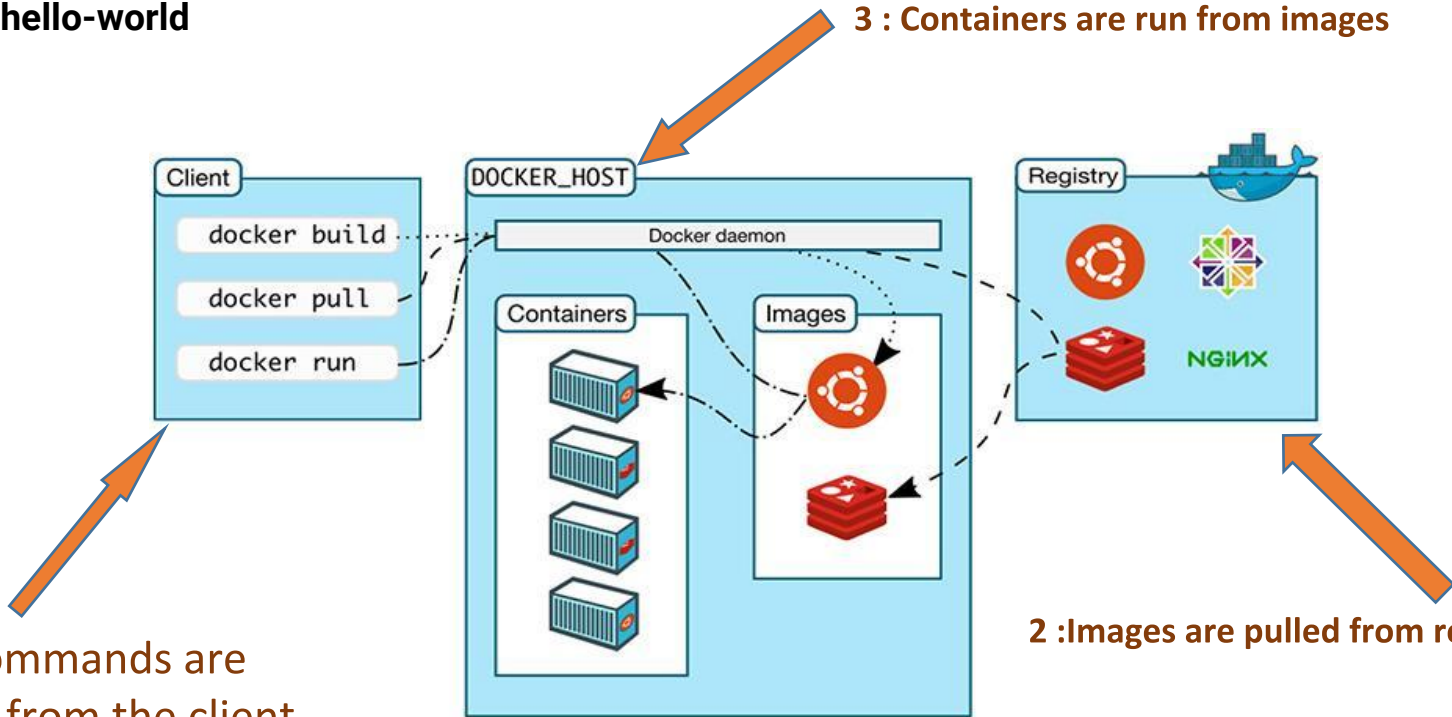 hello-world
3 : Containers are run from images
Client
DOCKER_HOST
Registry
docker build
Docker daemon
docker pull
Containers
Images
docker run
NGiNX
2 :Images are pulled from
are
from the client